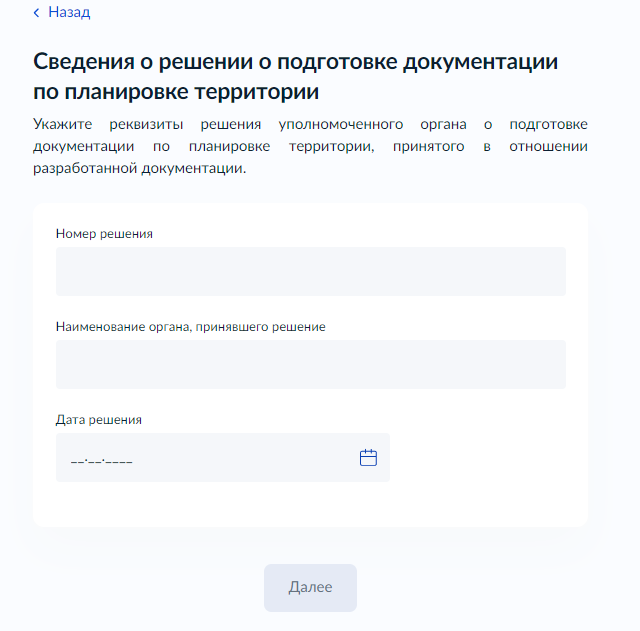 Назад
Сведения о решении о подготовке документации
по планировке территории
Укажите реквизиты решения уполномоченного органа о подготовке
документации по планировке территории, принятого в отношении
разработанной документации.
Номер решения
Наименование органа, принявшего решение
Дата решения
__.__.____
Далее